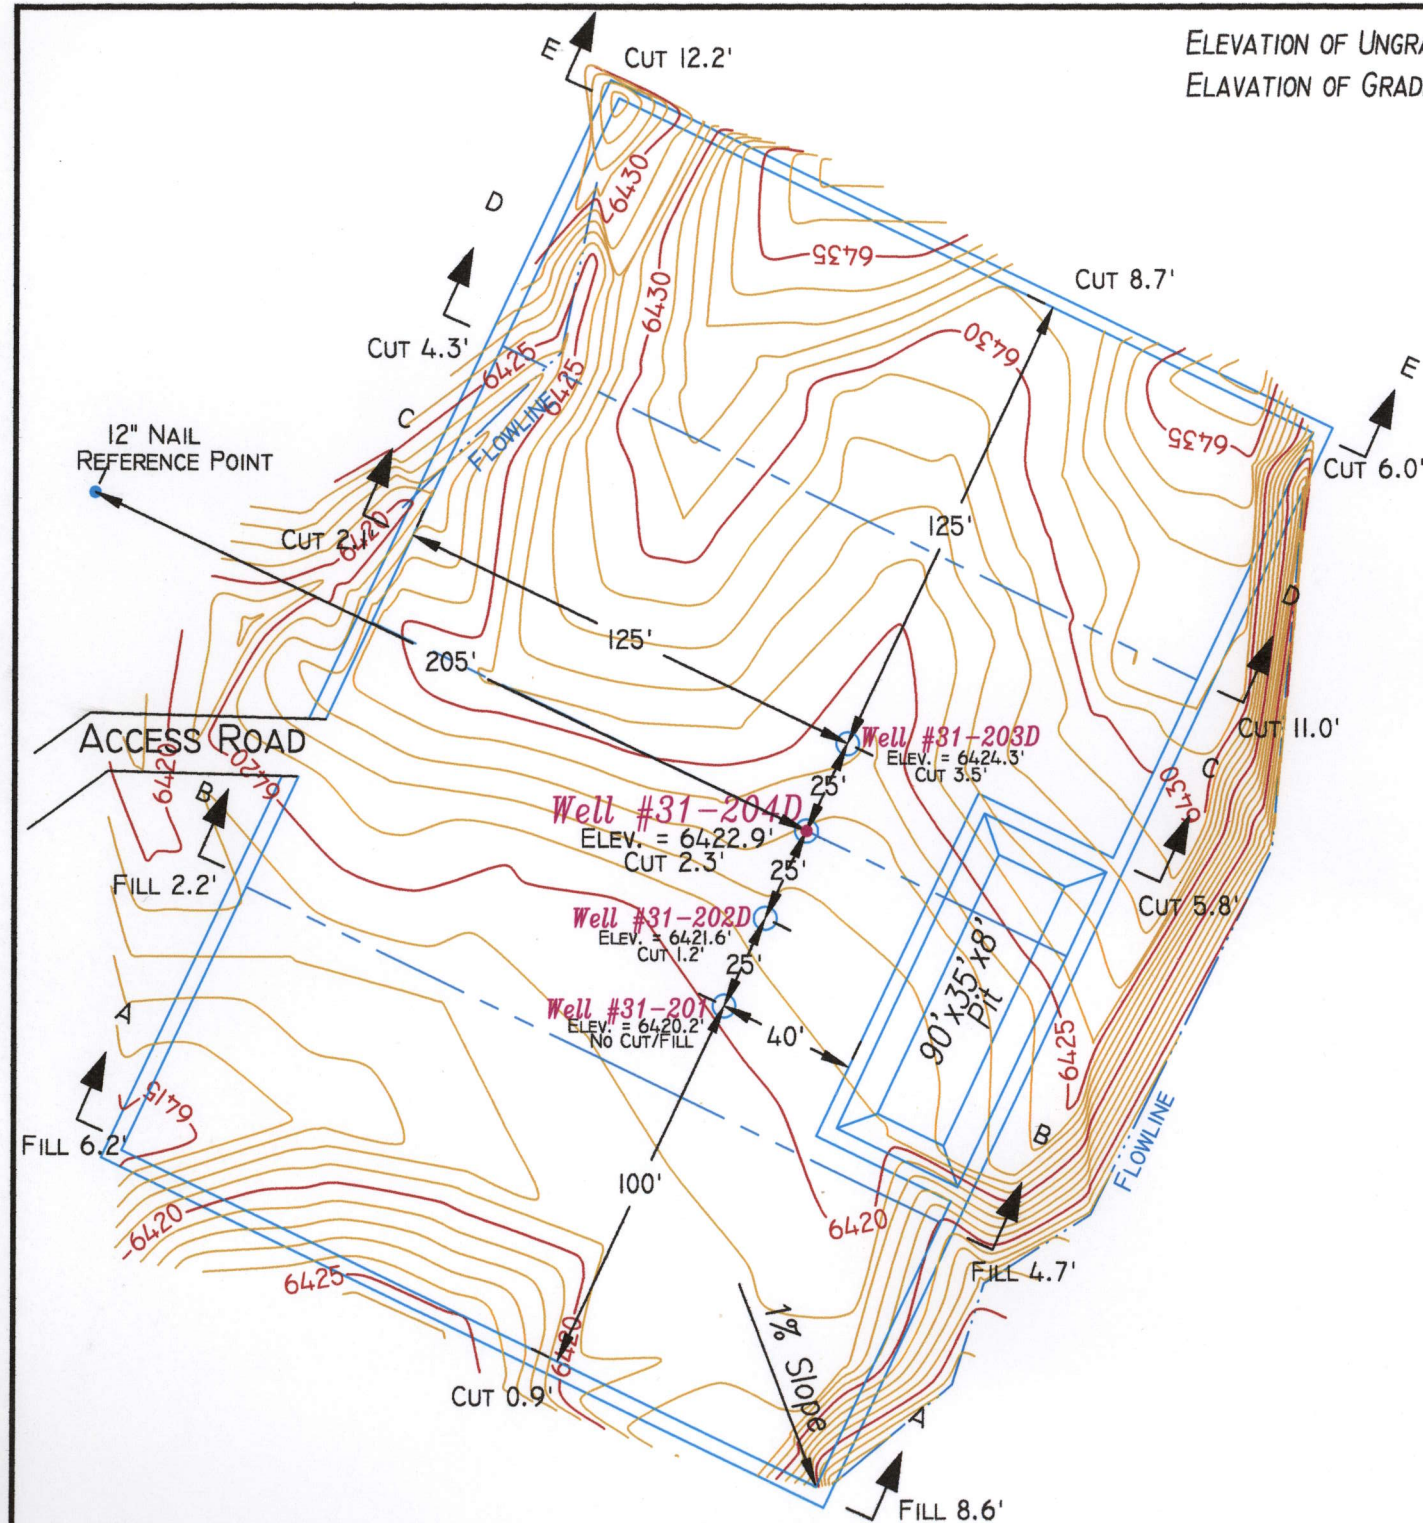 ELEVATION OF UNGRA
ELAVATION OF GRAD
E
CUT 12.2'
6430
D
6435
CUT 8.7'
6430
6430
CUT 4.3'
6425
6425
E
6435
C
FLOWLINE
12" NAIL
REFERENCE POINT
CUT 6.0'
125'
CUT 2.1'
6420
D
125'
205'
CUT 11.0'
ACCESS ROAD
Well #31-203D
ELEV. = 6424.3'
CUT 3.5'
C
6420
6420
B
25'
6430
Well #31-204D
ELEV. = 6422.9'
CUT 2.3'
25'
FILL 2.2'
CUT 5.8'
Well #31-202D
ELEV. = 6421.6'
CUT 1.2'
25'
A
Well #31-201
ELEV. = 6420.2'
NO CUT/FILL
40'
90'x35'x8'
Pit
6425
6415
B
FILL 6.2'
FLOWLINE
100'
6420
6420
FILL 4.7'
6425
6420
1% Slope
CUT 0.9'
A
FILL 8.6'